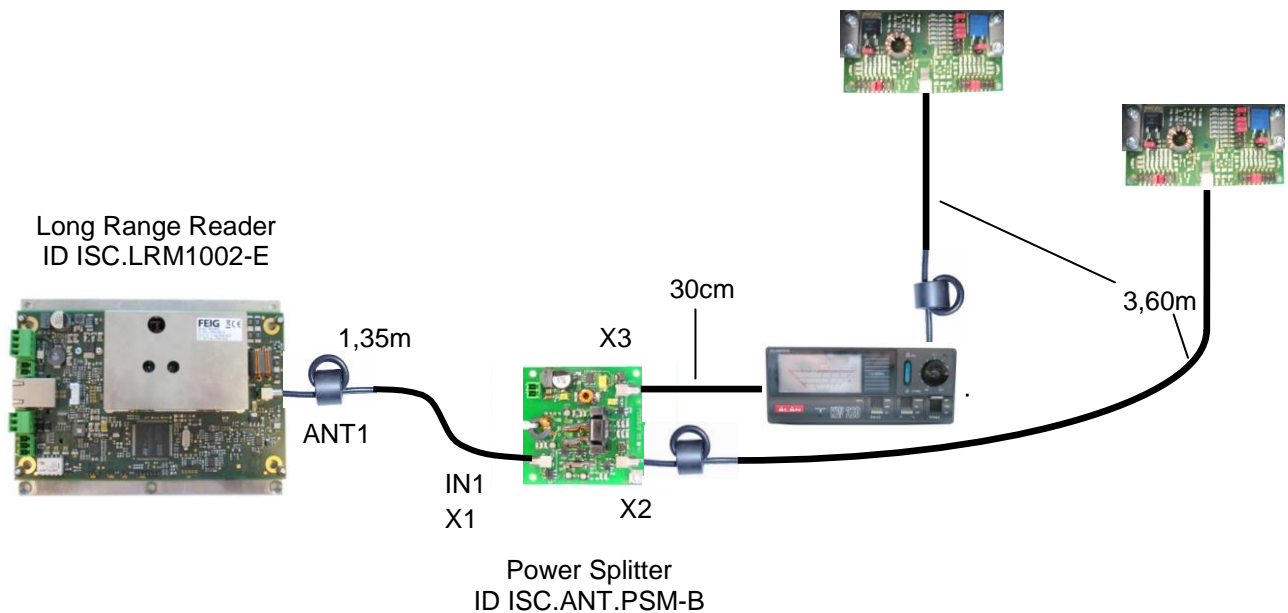 Long Range Reader
ID ISC.LRM1002-E
FEIG
1,35m
ANT1
IN1
X1
X3
30cm
3,60m
ALAN
X2
Power Splitter
ID ISC.ANT.PSM-B